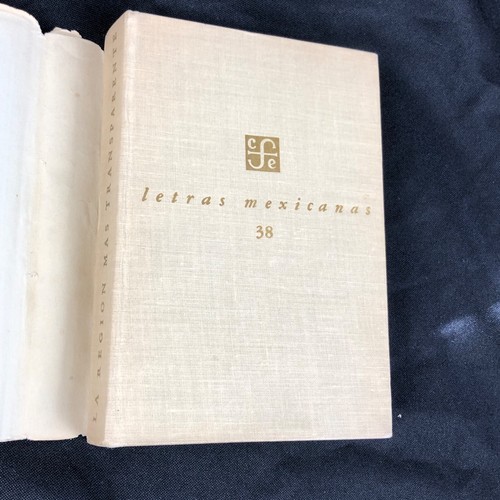 LA REGION MAS TRANSPARENTE
c
f
e
letras mexicanas
38